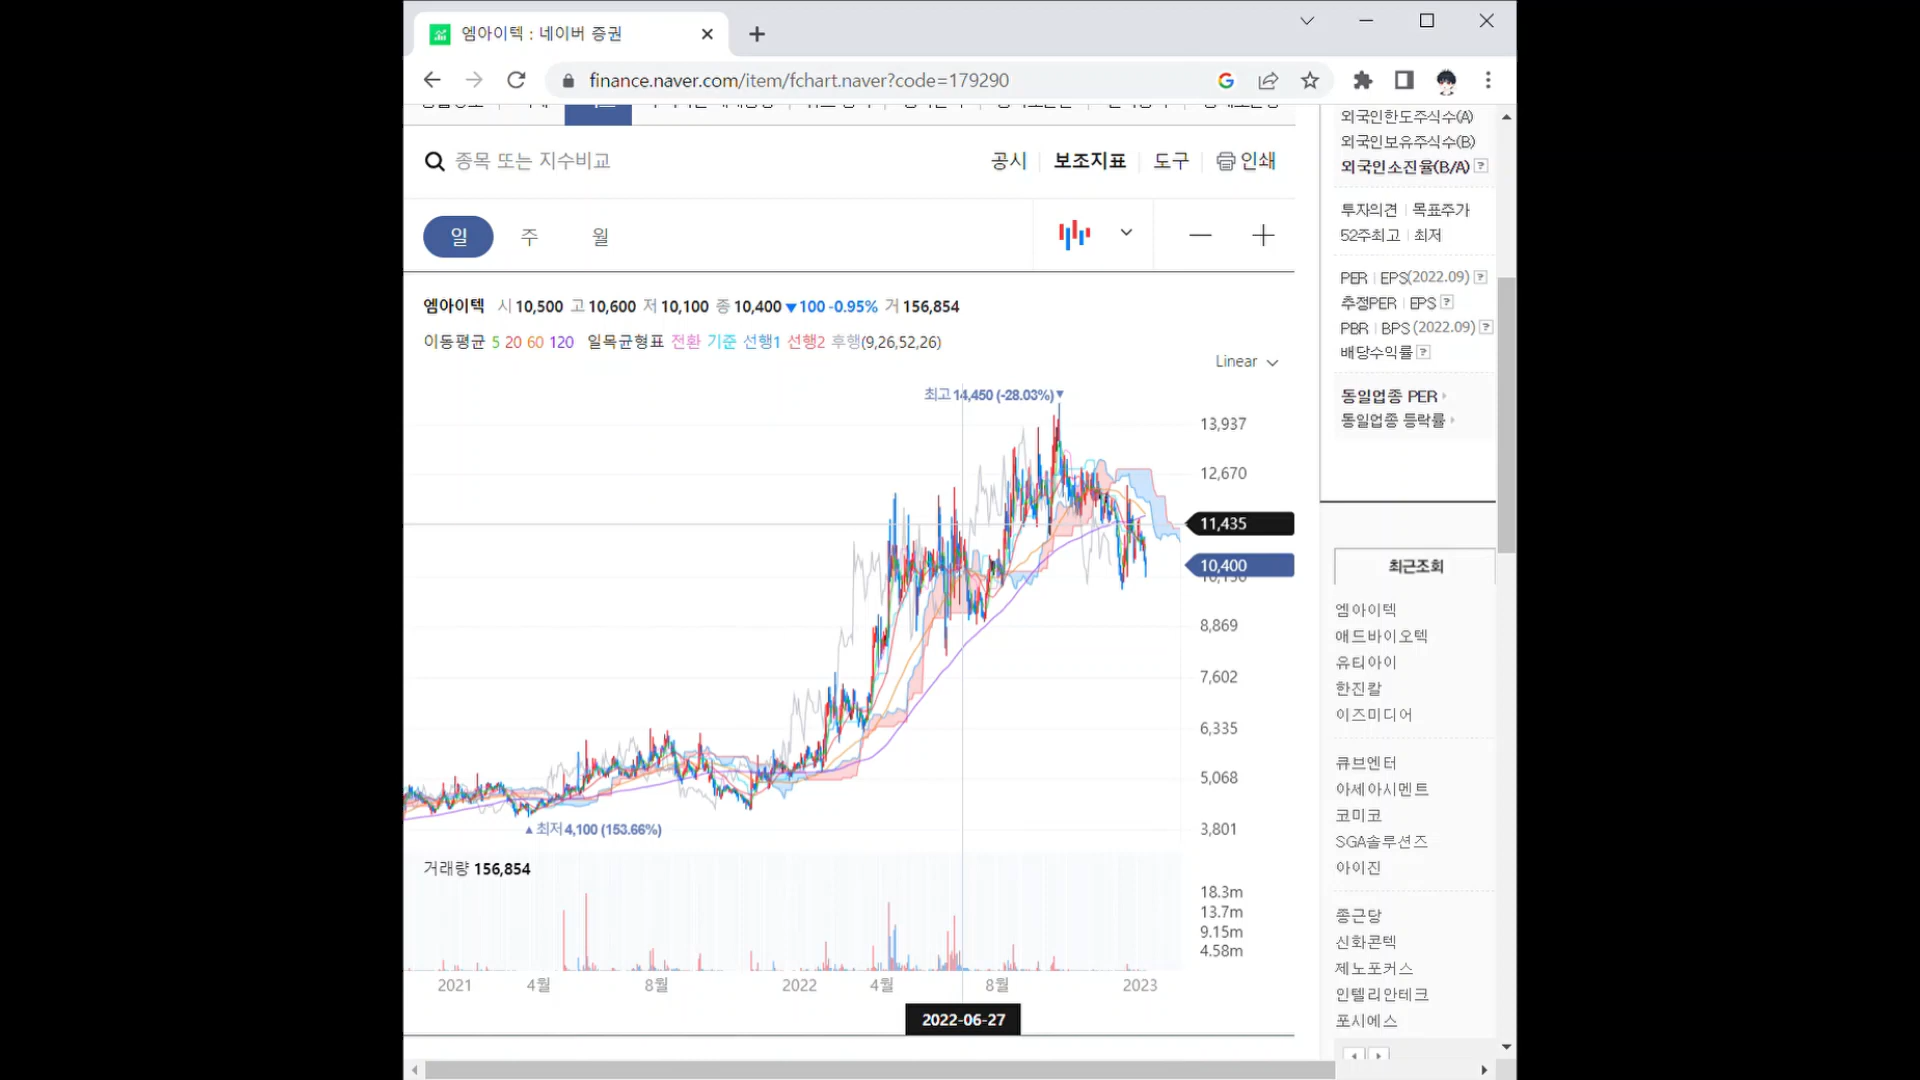 엠아이텍 : 네이버 증권
finance.naver.com/item/fchart.naver?code=179290
종목 또는 지수비교
공시
보조지표
도구
인쇄
일
주
월
엠아이텍 시 10,500 고 10,600 저 10,100 종 10,400 ▼100 -0.95% 거 156,854
이동평균 5 20 60 120 일목균형표 전환 기준 선행1 선행2 후행(9,26,52,26)
Linear
최고 14,450 (-28.03%)▼
13,937
12,670
11,435
10,400
8,869
7,602
6,335
5,068
3,801
▲최저 4,100 (153.66%)
거래량 156,854
18.3m
13.7m
9.15m
4.58m
2021 4월 8월 2022 4월 8월 2023
2022-06-27
외국인한도주식수(A)
외국인보유주식수(B)
외국인소진율(B/A) ?
투자의견 | 목표주가
52주최고 | 최저
PER | EPS(2022.09) ?
추정PER | EPS ?
PBR | BPS (2022.09) ?
배당수익률 ?
동일업종 PER
동일업종 등락률
최근조회
엠아이텍
애드바이오텍
유티아이
한진칼
이즈미디어
큐브엔터
아세아시멘트
코미코
SGA솔루션즈
아이진
종근당
신화콘텍
제노포커스
인텔리안테크
포시에스